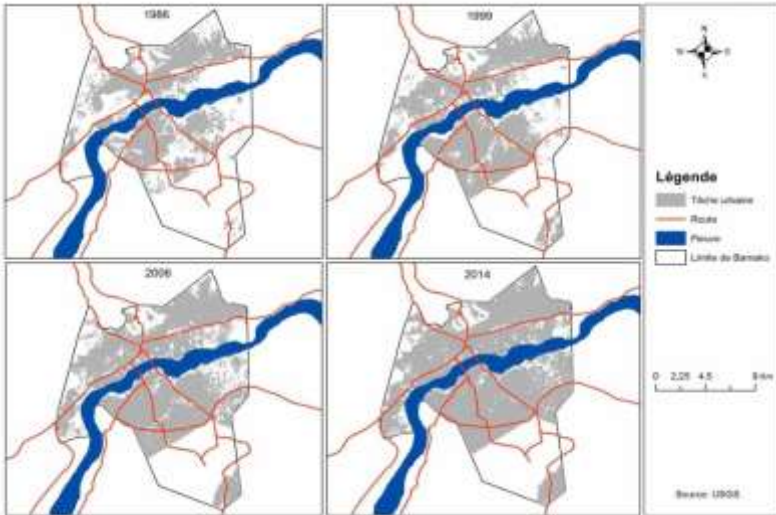 1986
1999
2006
2014
N
Légende
Tâche urbaine
Route
Fleuve
Limite de Bamako
0 2,25 4,5 9 km
Source: USGS